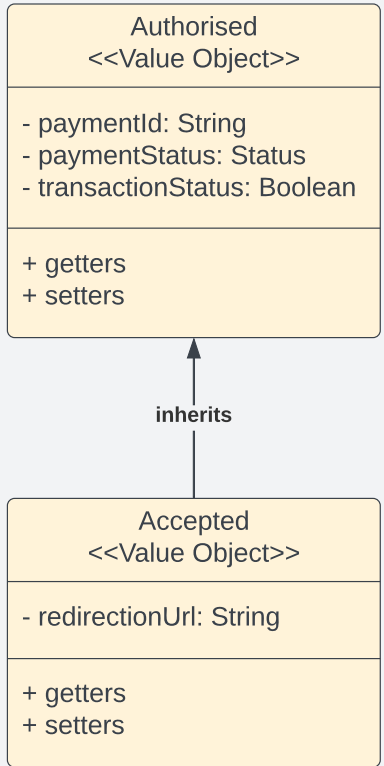 Authorised
<<Value Object>>
- paymentId: String
- paymentStatus: Status
- transactionStatus: Boolean
+ getters
+ setters
inherits
Accepted
<<Value Object>>
- redirectionUrl: String
+ getters
+ setters